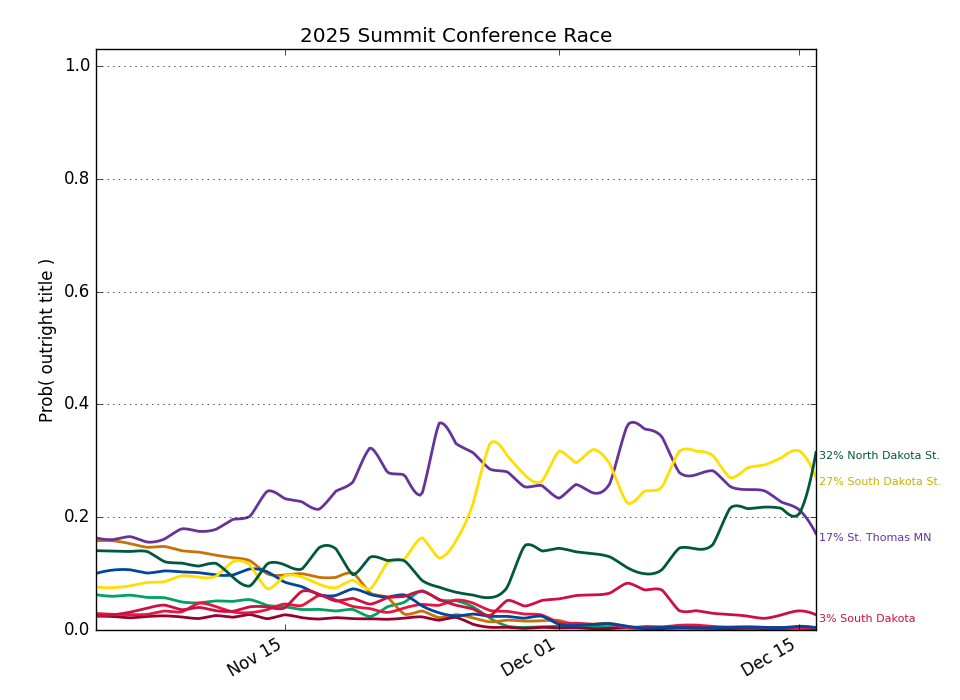 2025 Summit Conference Race
Prob( outright title )
1.0
0.8
0.6
0.4
0.2
0.0
32% North Dakota St.
27% South Dakota St.
17% St. Thomas MN
3% South Dakota
Nov 15
Dec 01
Dec 15